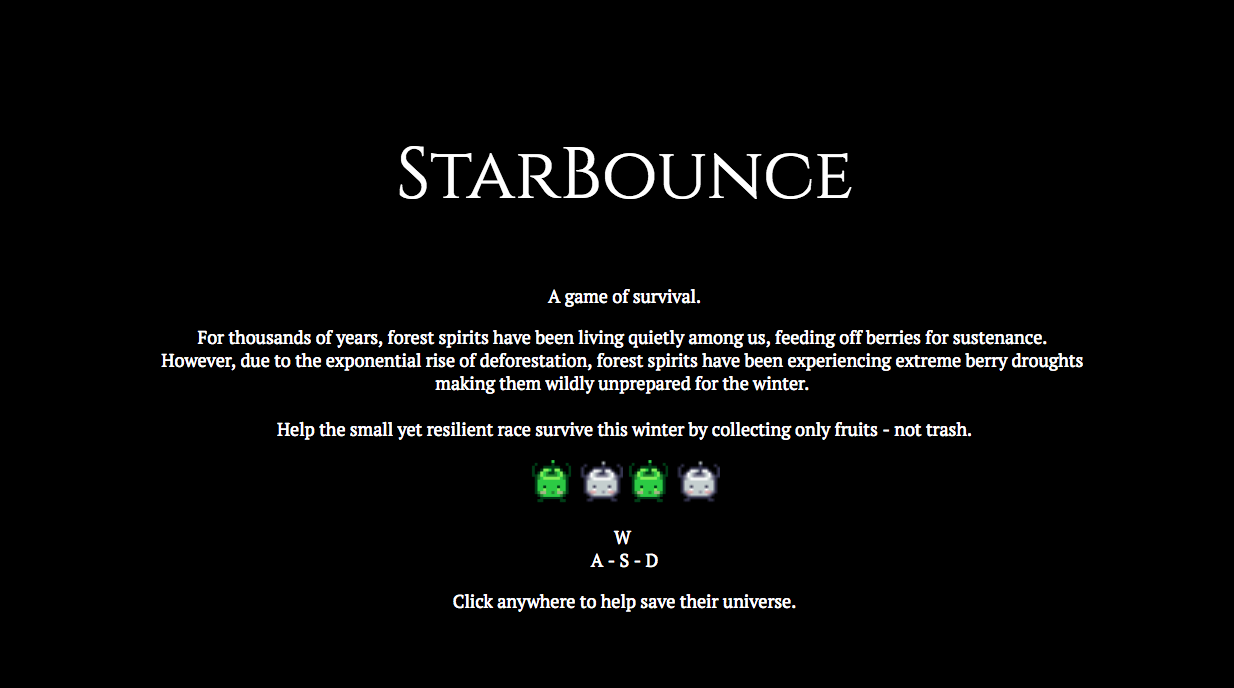 StarBounce
A game of survival.
For thousands of years, forest spirits have been living quietly among us, feeding off berries for sustenance.
However, due to the exponential rise of deforestation, forest spirits have been experiencing extreme berry droughts
making them wildly unprepared for the winter.
Help the small yet resilient race survive this winter by collecting only fruits - not trash.
W
A - S - D
Click anywhere to help save their universe.